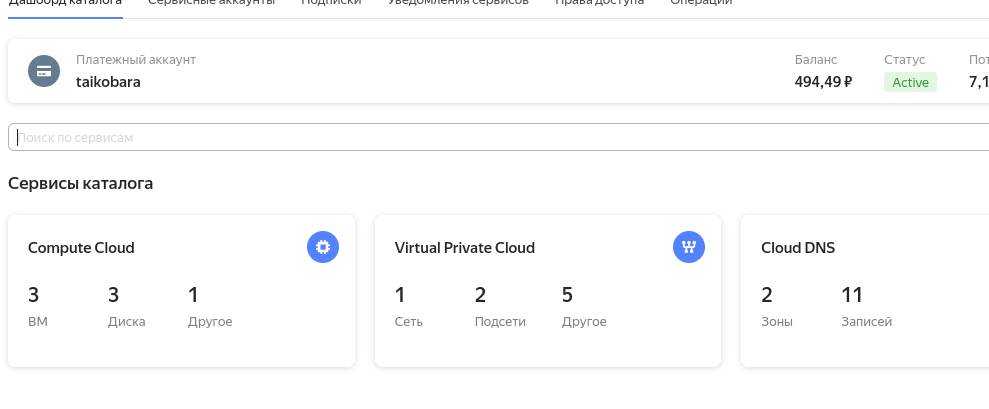 Дашборд каталога Сервисные аккаунты Подписки Уведомления сервисов Права доступа Операции
Платежный аккаунт Баланс Статус Пот
taikobara 494,49 ₽ Active 7,1
Поиск по сервисам
Сервисы каталога
Compute Cloud Virtual Private Cloud Cloud DNS
3 3 1 1 2 5 2 11
ВМ Диска Другое Сеть Подсети Другое Зоны Записей